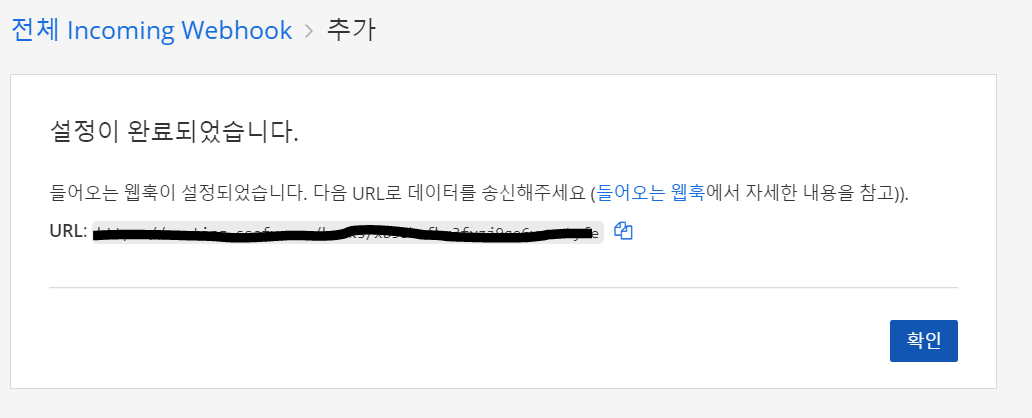 전체 Incoming Webhook > 추가
설정이 완료되었습니다.
들어오는 웹훅이 설정되었습니다. 다음 URL로 데이터를 송신해주세요 (들어오는 웹훅에서 자세한 내용을 참고)).
URL:
확인